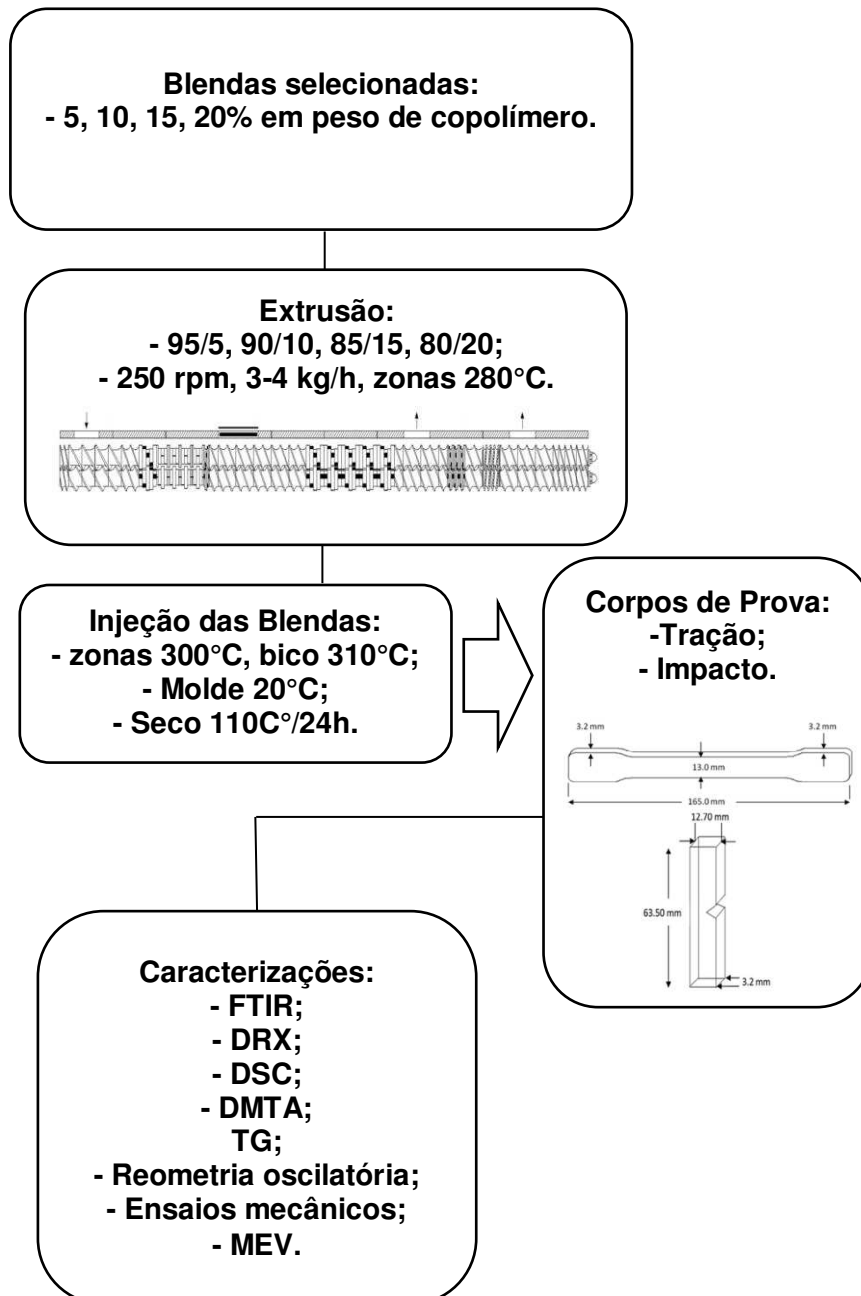 Blendas selecionadas:
- 5, 10, 15, 20% em peso de copolímero.
Extrusão:
- 95/5, 90/10, 85/15, 80/20;
- 250 rpm, 3-4 kg/h, zonas 280°C.
Injeção das Blendas:
- zonas 300°C, bico 310°C;
- Molde 20°C;
- Seco 110C°/24h.
Corpos de Prova:
-Tração;
- Impacto.
3.2 mm
3.2 mm
13.0 mm
165.0 mm
12.70 mm
63.50 mm
3.2 mm
Caracterizações:
- FTIR;
- DRX;
- DSC;
- DMTA;
TG;
- Reometria oscilatória;
- Ensaios mecânicos;
- MEV.